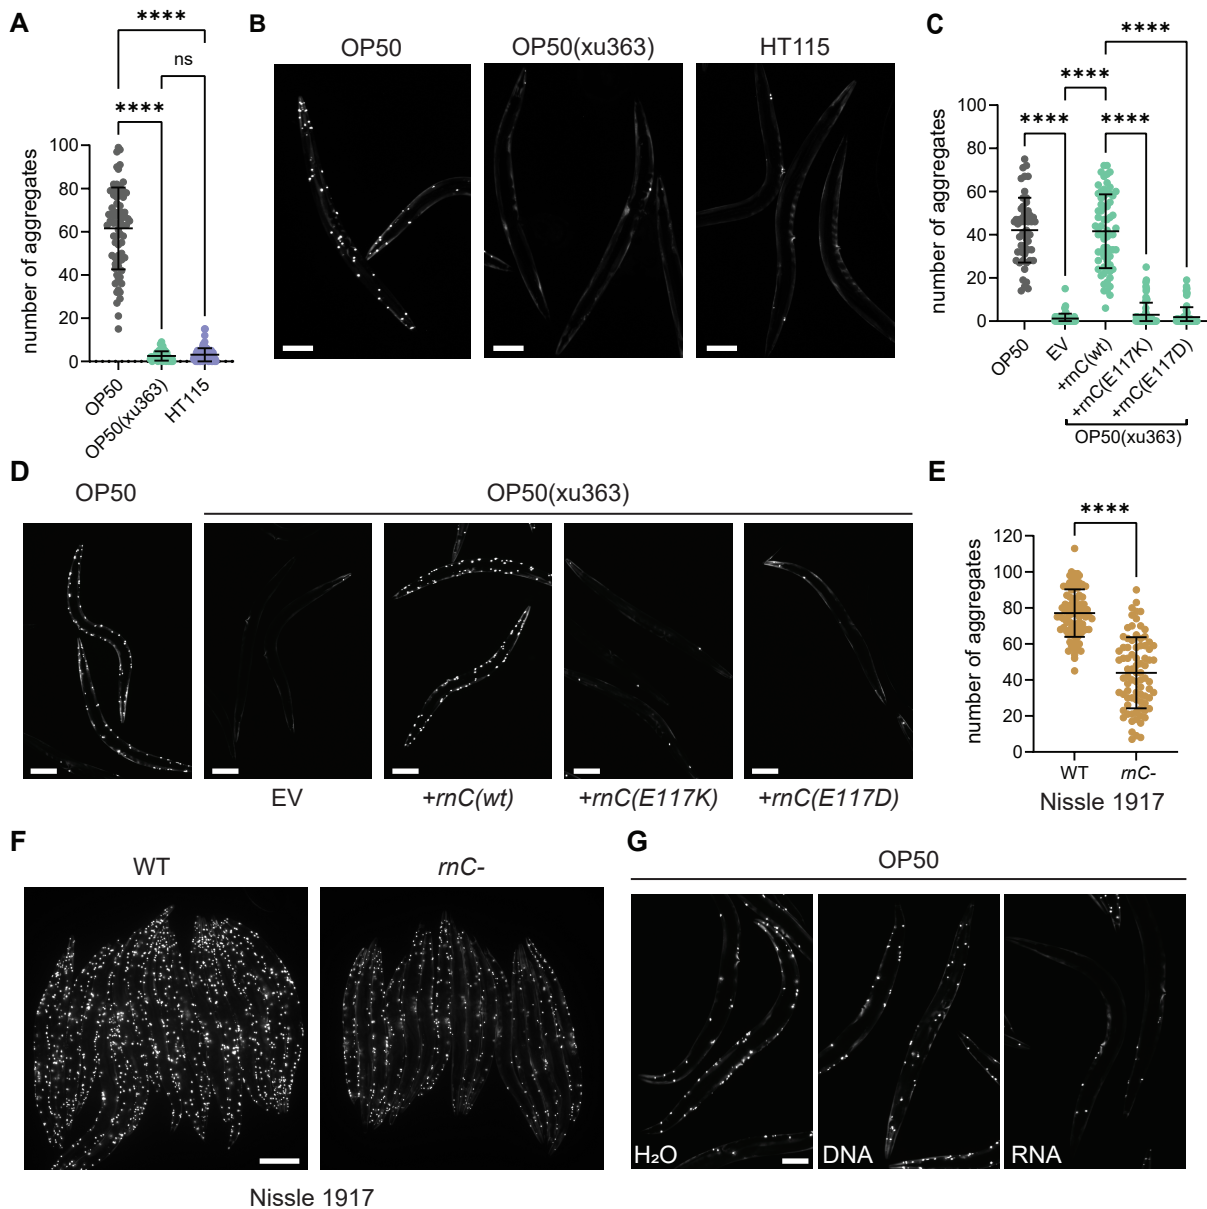 A
****
ns
****
number of aggregates
100
80
60
40
20
0
OP50
OP50(xu363)
HT115
B
OP50
OP50(xu363)
HT115
C
****
****
****
****
number of aggregates
100
80
60
40
20
0
OP50
EV
+rnC(wt)
+rnC(E117K)
+rnC(E117D)
OP50(xu363)
D
OP50
OP50(xu363)
EV
+rnC(wt)
+rnC(E117K)
+rnC(E117D)
E
****
number of aggregates
120
100
80
60
40
20
0
WT
rnC-
Nissle 1917
F
WT
rnC-
Nissle 1917
G
OP50
H₂O
DNA
RNA